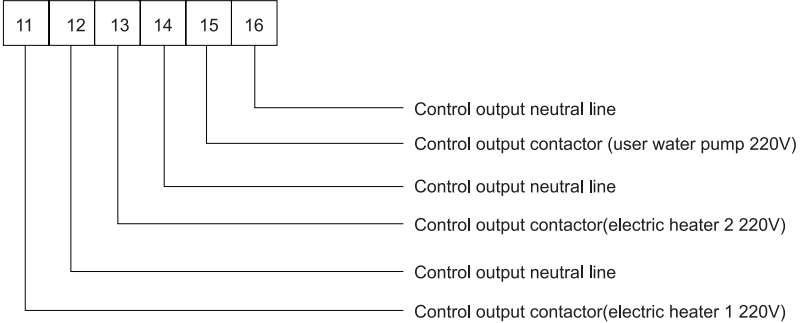 11 12 13 14 15 16
Control output neutral line
Control output contactor (user water pump 220V)
Control output neutral line
Control output contactor(electric heater 2 220V)
Control output neutral line
Control output contactor(electric heater 1 220V)